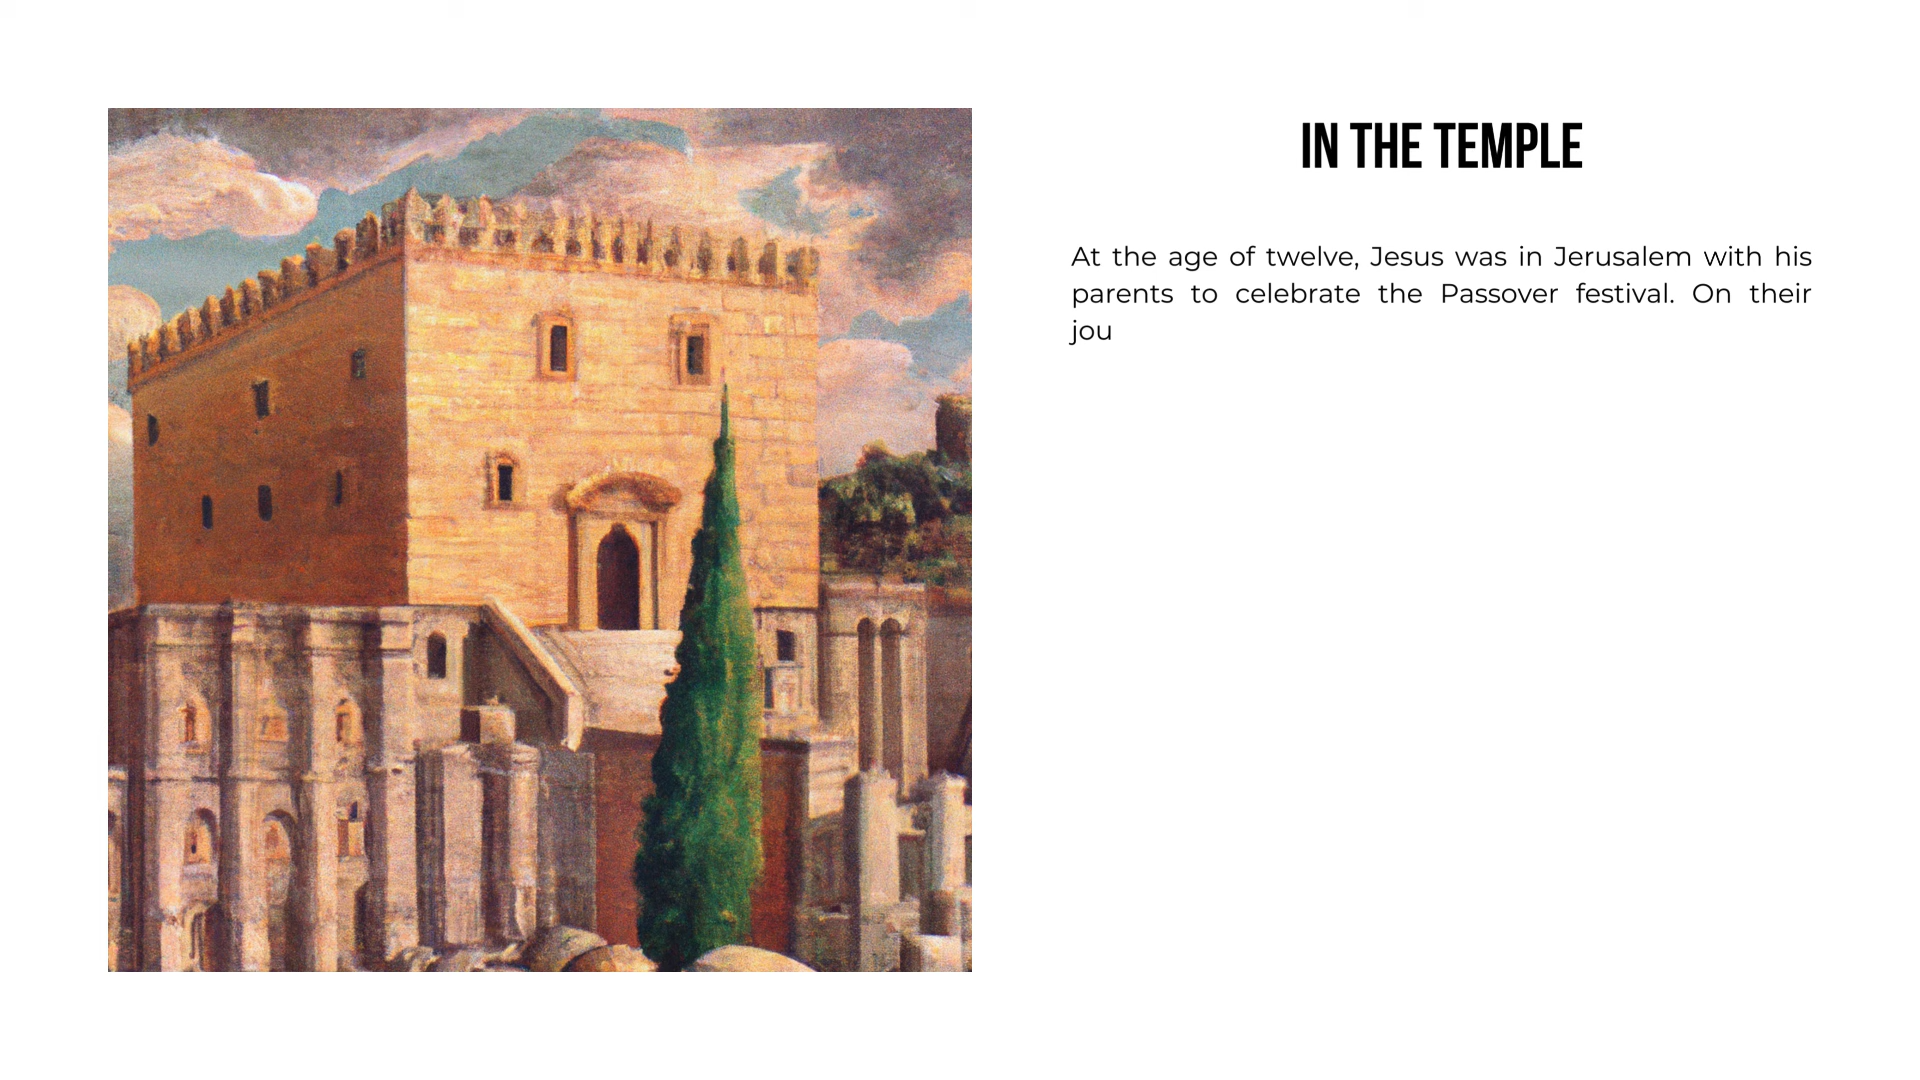 IN THE TEMPLE
At the age of twelve, Jesus was in Jerusalem with his
parents to celebrate the Passover festival. On their
jou